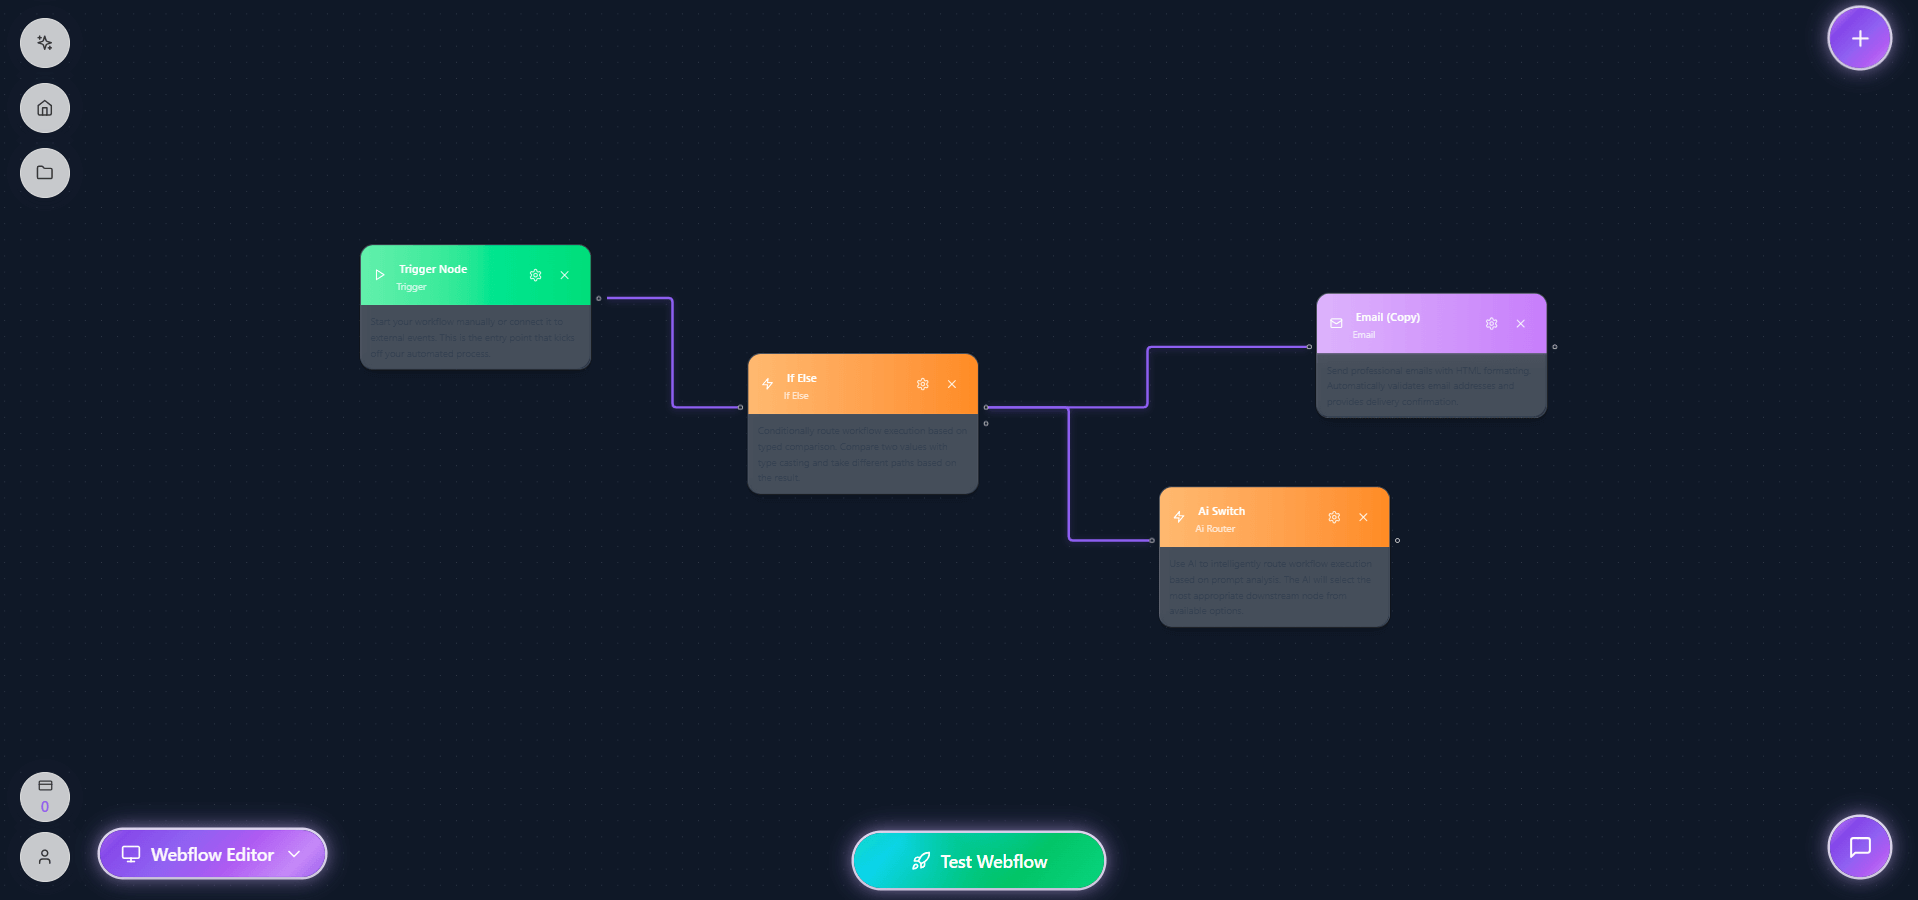 Trigger Node
Trigger
Start your workflow manually or connect it to
external events. This is the entry point that kicks
off your automated process.
If Else
If Else
Conditionally route workflow execution based on
typed comparison. Compare two values with
type casting and take different paths based on
the result.
Email (Copy)
Email
Send professional emails with HTML formatting.
Automatically validates email addresses and
provides delivery confirmation.
Ai Switch
Ai Router
Use AI to intelligently route workflow execution
based on prompt analysis. The AI will select the
most appropriate downstream node from
available options.
0
Webflow Editor
Test Webflow